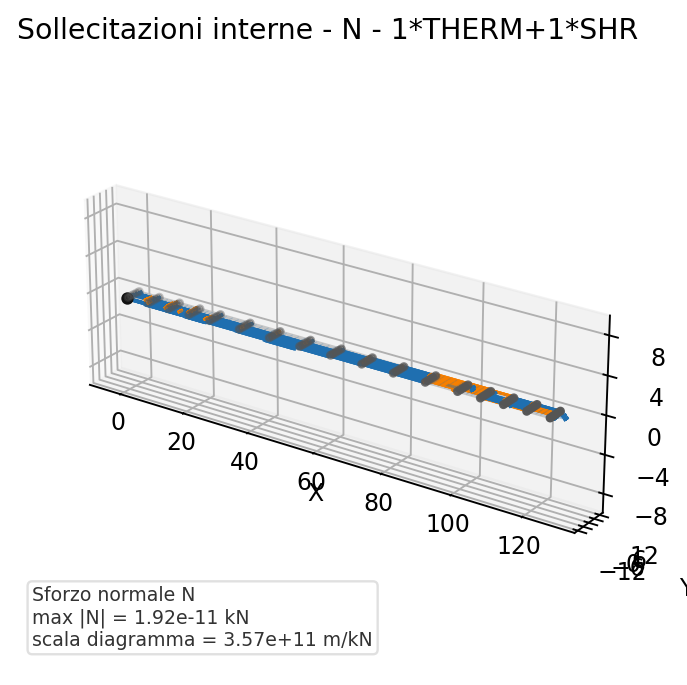 Sollecitazioni interne - N - 1*THERM+1*SHR
8
4
0
−4
−8
0
20
40
60
80
100
120
X
12
−12
Y
Sforzo normale N
max |N| = 1.92e-11 kN
scala diagramma = 3.57e+11 m/kN